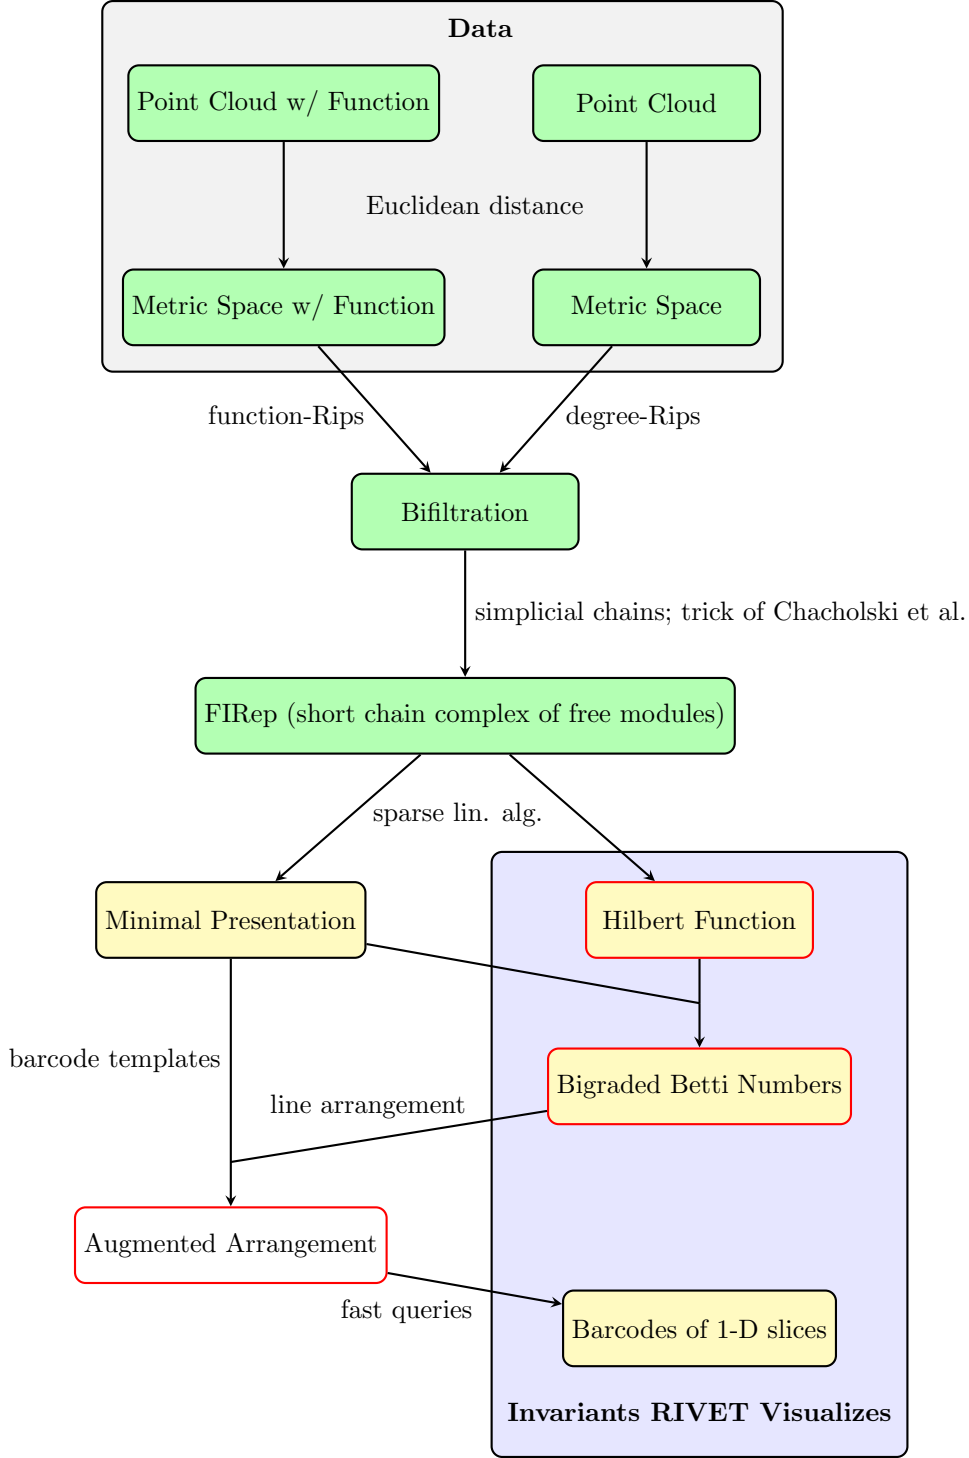 Data
Point Cloud w/ Function
Point Cloud
Euclidean distance
Metric Space w/ Function
Metric Space
function-Rips
degree-Rips
Bifiltration
simplicial chains; trick of Chacholski et al.
FIRep (short chain complex of free modules)
sparse lin. alg.
Minimal Presentation
Hilbert Function
barcode templates
Bigraded Betti Numbers
line arrangement
Augmented Arrangement
fast queries
Barcodes of 1-D slices
Invariants RIVET Visualizes